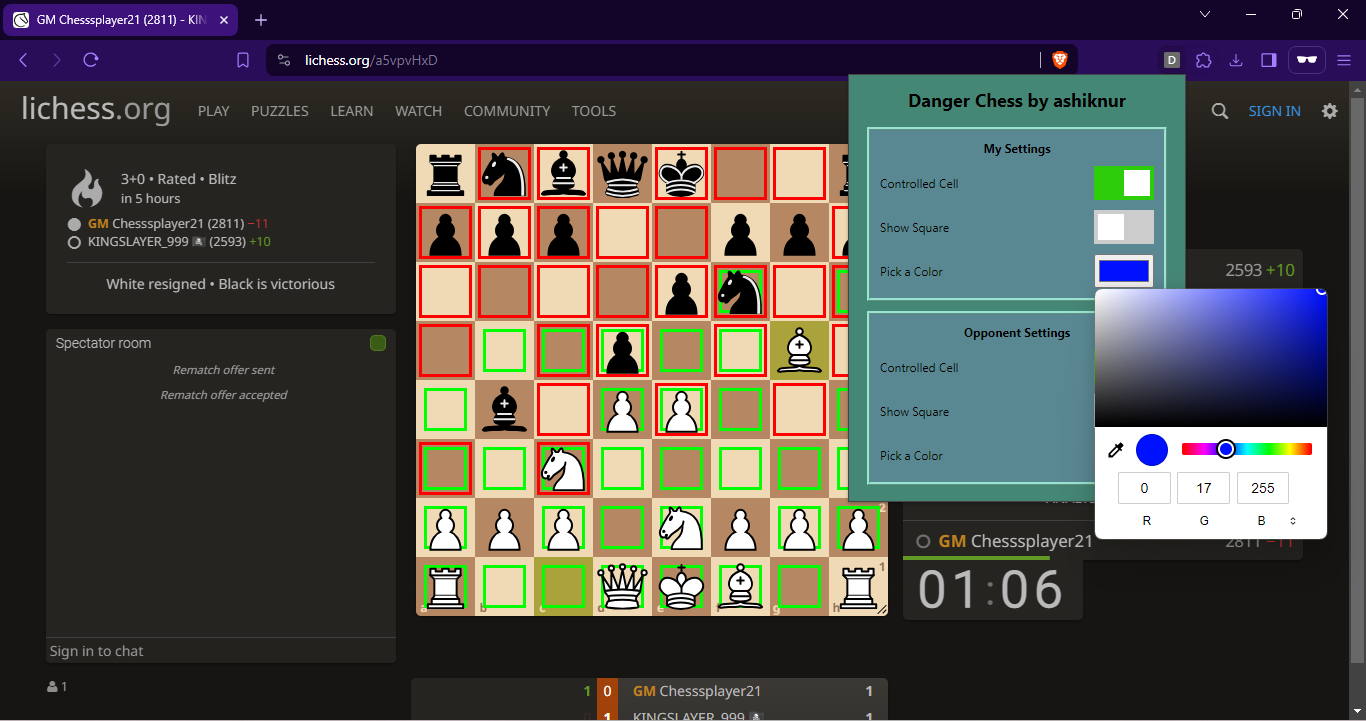 GM Chesssplayer21 (2811) - KIN
lichess.org/a5vpvHxD
D
lichess.org
PLAY PUZZLES LEARN WATCH COMMUNITY TOOLS
SIGN IN
3+0 • Rated • Blitz
in 5 hours
GM Chesssplayer21 (2811) −11
KINGSLAYER_999 (2593) +10
White resigned • Black is victorious
Spectator room
Rematch offer sent
Rematch offer accepted
Sign in to chat
1
Danger Chess by ashiknur
My Settings
Controlled Cell
Show Square
Pick a Color
Opponent Settings
Controlled Cell
Show Square
Pick a Color
0 17 255
R G B
2593 +10
2
1
a b c d e f g h
GM Chesssplayer21
2811 −11
01:06
1 0 GM Chesssplayer21 1
0 1 KINGSLAYER_999 1